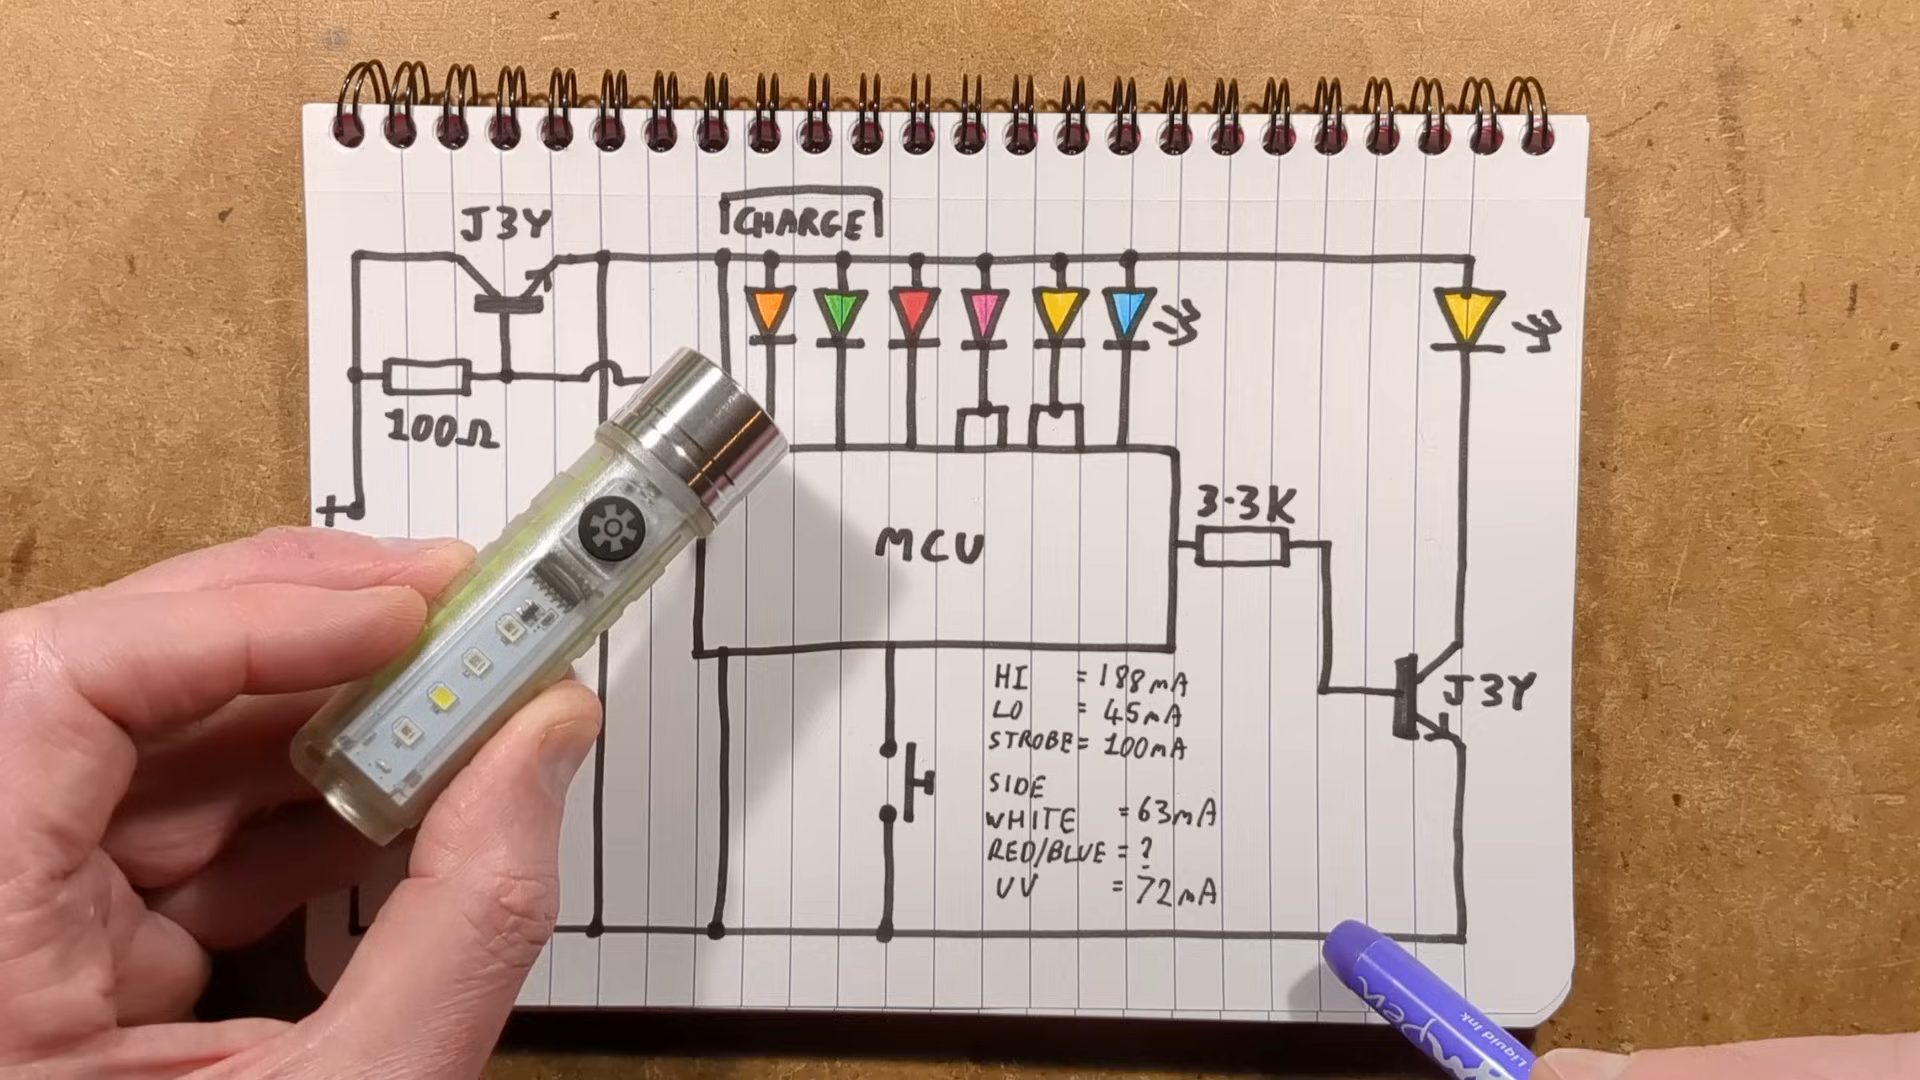 J3Y
CHARGE
100Ω
+
MCU
3.3K
J3Y
HI = 188mA
LO = 45mA
STROBE = 100mA
SIDE
WHITE = 63mA
RED/BLUE = ?
UV = 72mA
Liquid Ink